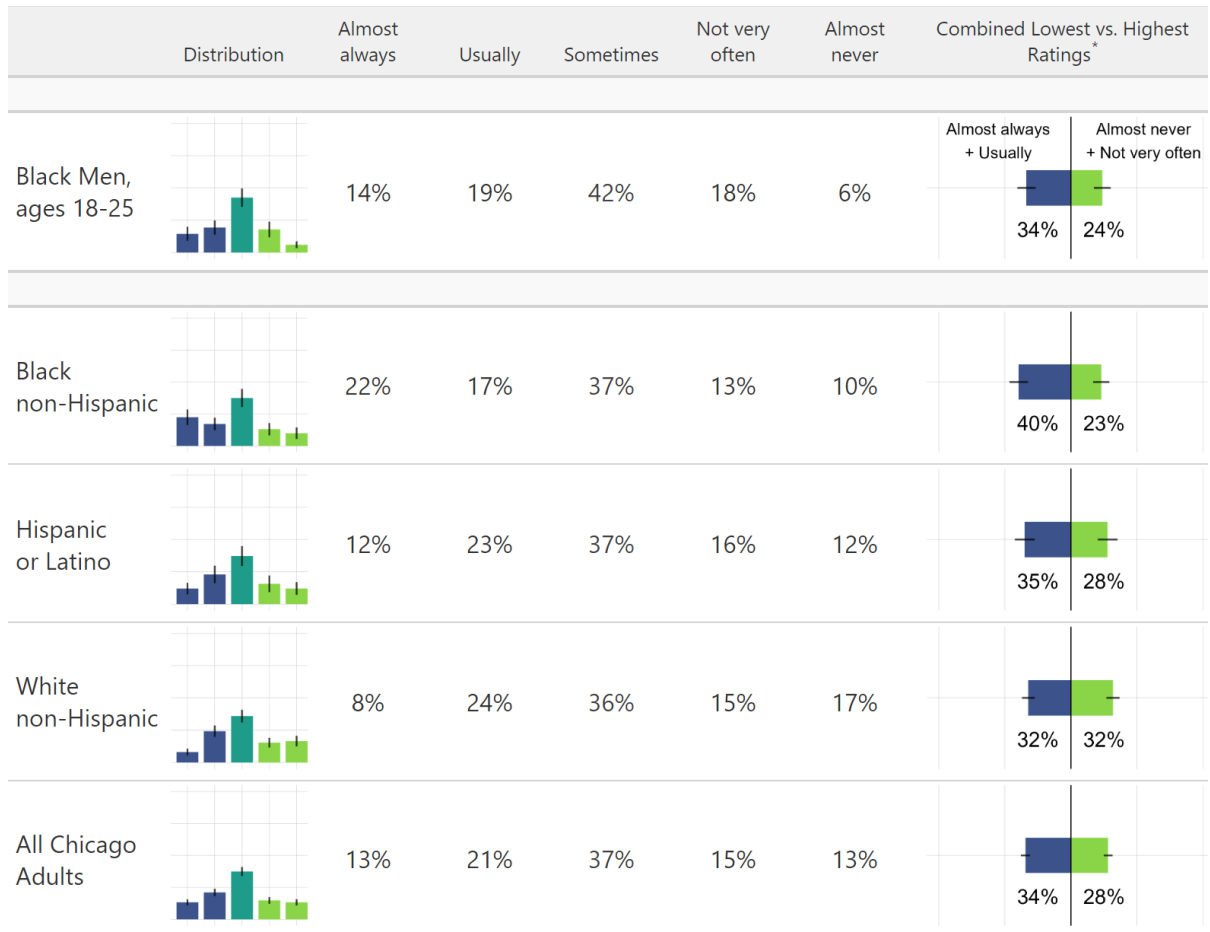 Distribution
Almost
always
Usually
Sometimes
Not very
often
Almost
never
Combined Lowest vs. Highest
Ratings*
Black Men,
ages 18-25
14%
19%
42%
18%
6%
Almost always
+ Usually
Almost never
+ Not very often
34%
24%
Black
non-Hispanic
22%
17%
37%
13%
10%
40%
23%
Hispanic
or Latino
12%
23%
37%
16%
12%
35%
28%
White
non-Hispanic
8%
24%
36%
15%
17%
32%
32%
All Chicago
Adults
13%
21%
37%
15%
13%
34%
28%